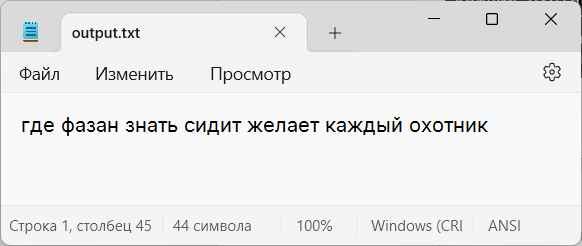 output.txt
Файл Изменить Просмотр
где фазан знать сидит желает каждый охотник
Строка 1, столбец 45 44 символа 100% Windows (CRI ANSI